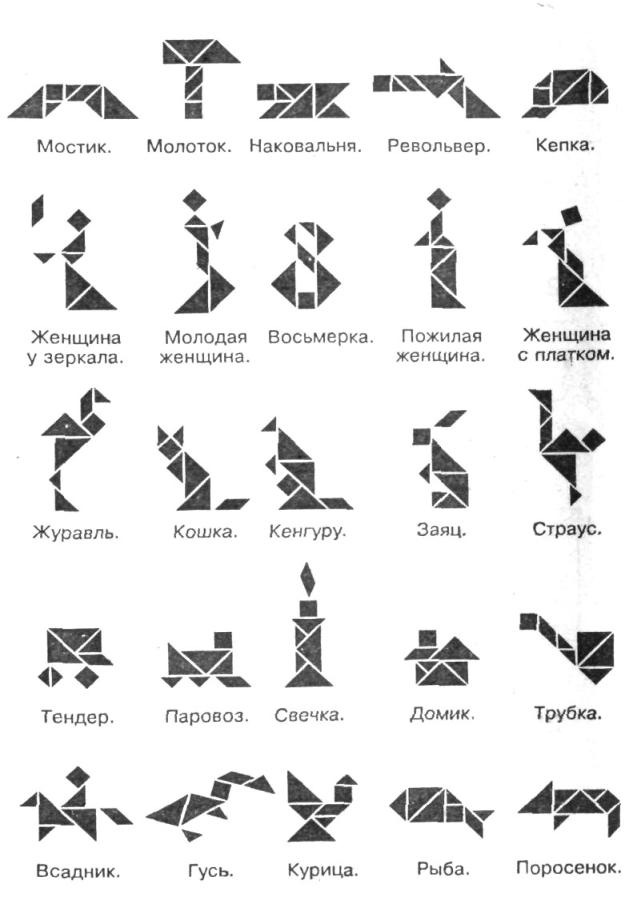 Мостик. Молоток. Наковальня. Револьвер. Кепка.
Женщина у зеркала. Молодая женщина. Восьмерка. Пожилая женщина. Женщина с платком.
Журавль. Кошка. Кенгуру. Заяц. Страус.
Тендер. Паровоз. Свечка. Домик. Трубка.
Всадник. Гусь. Курица. Рыба. Поросенок.